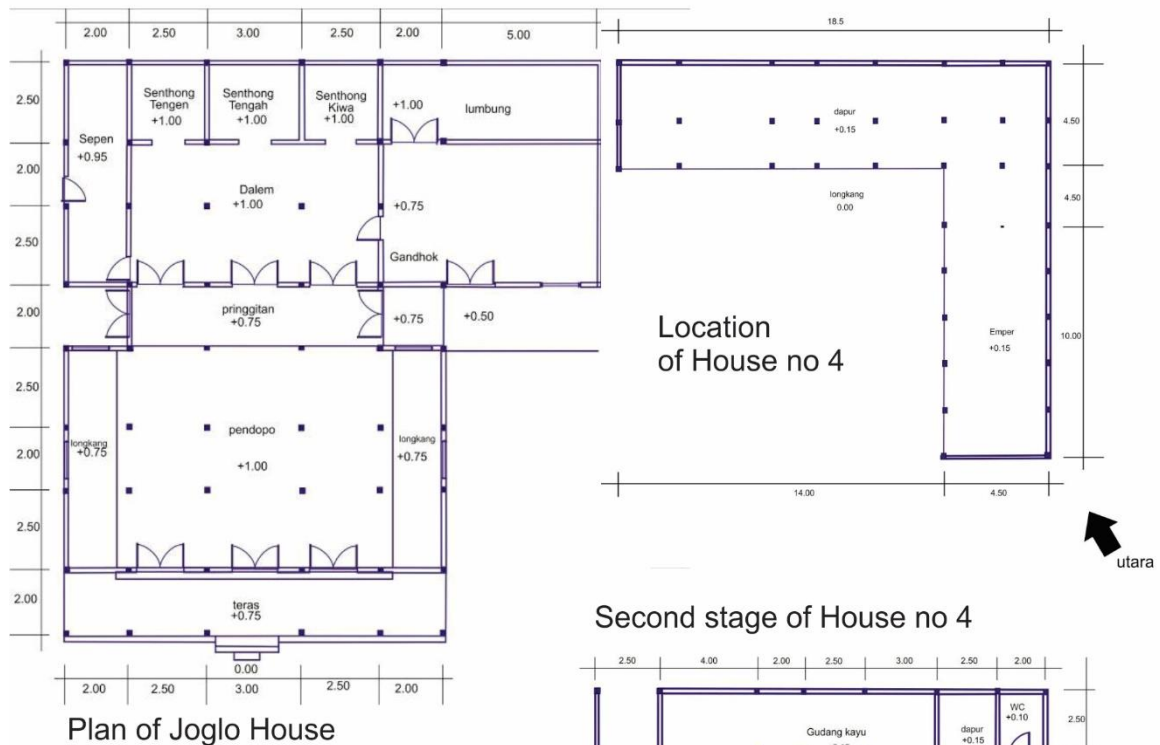 2.00 2.50 3.00 2.50 2.00 5.00
2.50
2.00
2.50
2.00
2.50
2.00
2.50
2.00
Sepen
+0.95
Senthong
Tengen
+1.00
Senthong
Tengah
+1.00
Senthong
Kiwa
+1.00
+1.00
lumbung
Dalem
+1.00
+0.75
Gandhok
pringgitan
+0.75
+0.75
+0.50
longkang
+0.75
pendopo
+1.00
longkang
+0.75
teras
+0.75
0.00
2.00 2.50 3.00 2.50 2.00
Plan of Joglo House
18.5
dapur
+0.15
4.50
longkang
0.00
4.50
Location
of House no 4
Emper
+0.15
10.00
14.00 4.50
utara
Second stage of House no 4
2.50 4.00 2.00 2.50 3.00 2.50 2.00
Gudang kayu
dapur
+0.15
WC
+0.10
2.50